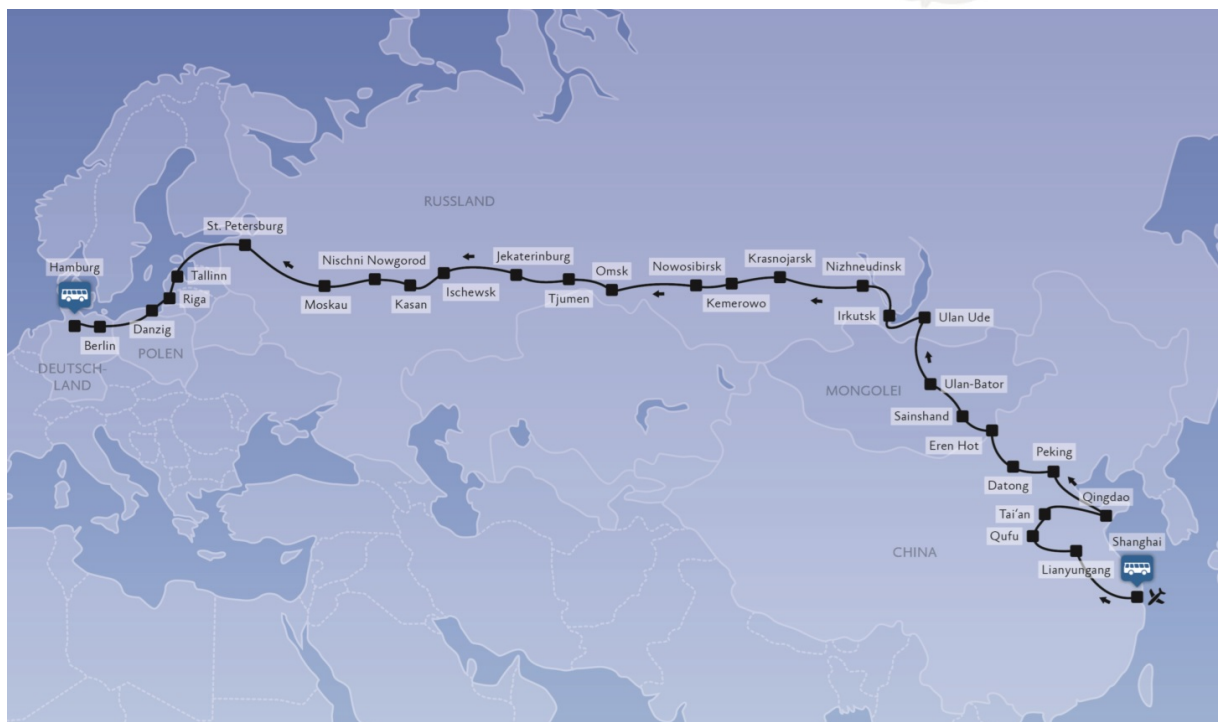 RUSSLAND
St. Petersburg
Hamburg
Nischni Nowgorod
Jekaterinburg
Krasnojarsk
Tallinn
Omsk
Nowosibirsk
Nizhneudinsk
Riga
Moskau
Kasan
Ischewsk
Tjumen
Kemerowo
Irkutsk
Ulan Ude
Danzig
Berlin
POLEN
DEUTSCH-
LAND
MONGOLEI
Ulan-Bator
Sainshand
Eren Hot
Peking
Datong
Qingdao
Tai'an
Qufu
Shanghai
CHINA
Lianyungang